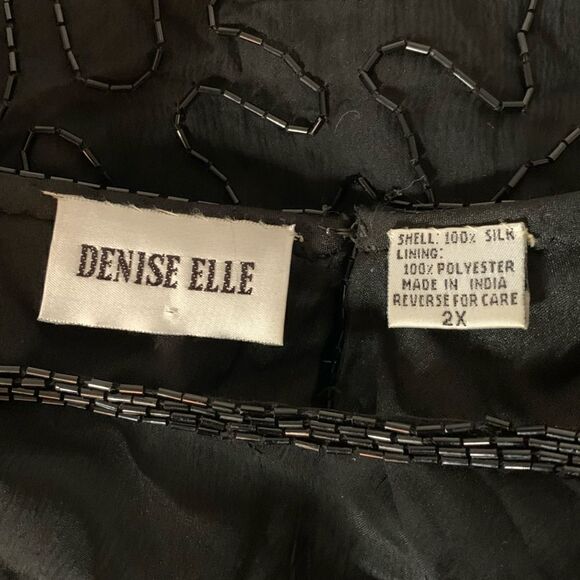 DENISE ELLE
SHELL: 100% SILK
LINING:
100% POLYESTER
MADE IN INDIA
REVERSE FOR CARE
2X